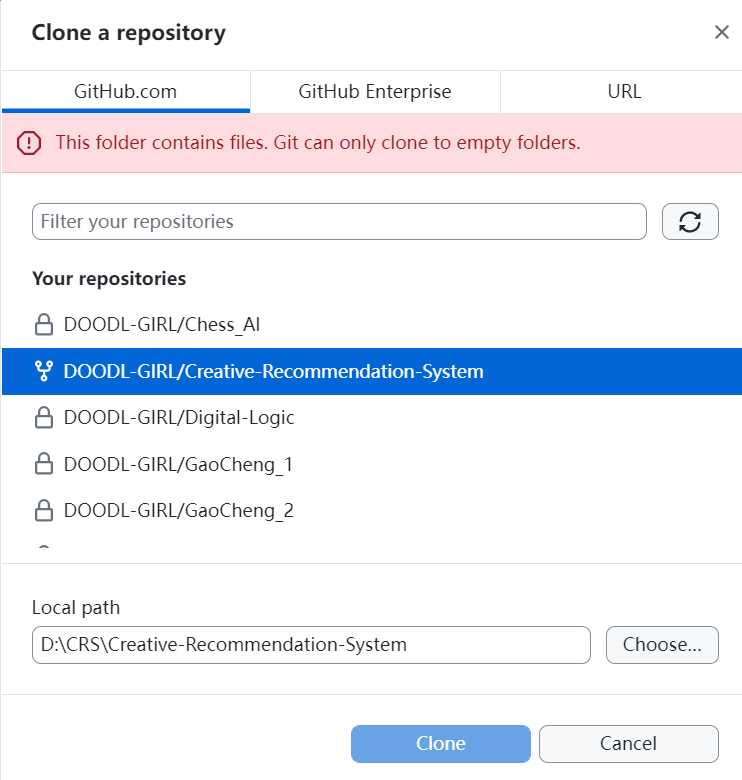 Clone a repository
GitHub.com
GitHub Enterprise
URL
This folder contains files. Git can only clone to empty folders.
Filter your repositories
Your repositories
DOODL-GIRL/Chess_AI
DOODL-GIRL/Creative-Recommendation-System
DOODL-GIRL/Digital-Logic
DOODL-GIRL/GaoCheng_1
DOODL-GIRL/GaoCheng_2
Local path
D:\CRS\Creative-Recommendation-System
Choose...
Clone
Cancel